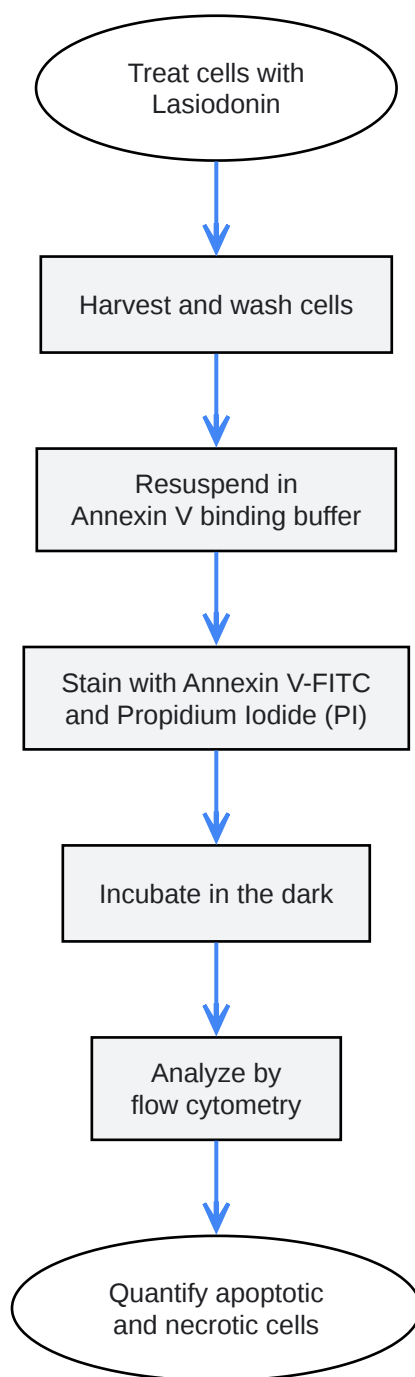 Treat cells with
Lasiodonin
Harvest and wash cells
Resuspend in
Annexin V binding buffer
Stain with Annexin V-FITC
and Propidium Iodide (PI)
Incubate in the dark
Analyze by
flow cytometry
Quantify apoptotic
and necrotic cells